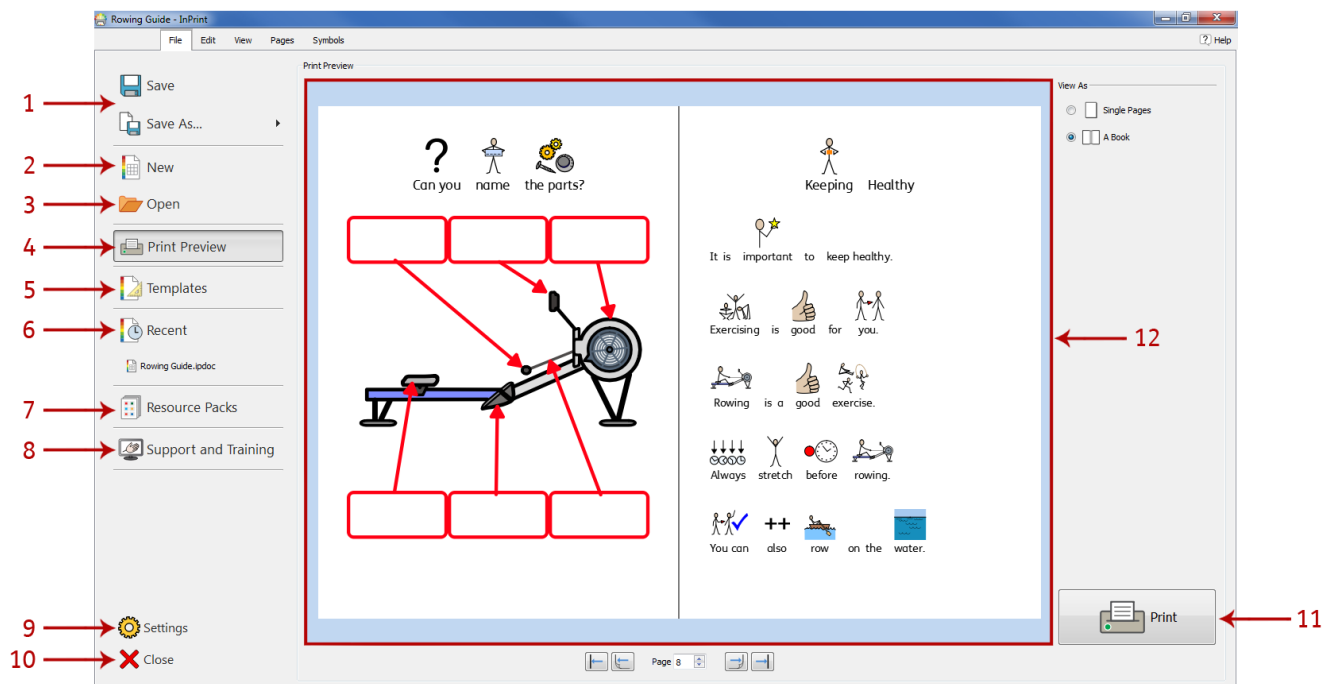 Rowing Guide - InPrint
File Edit View Pages Symbols Help
Print Preview
View As
Single Pages
A Book
1
Save
Save As...
2
New
3
Open
4
Print Preview
5
Templates
6
Recent
Rowing Guide.ipdoc
7
Resource Packs
8
Support and Training
9
Settings
10
Close
?
Can you name the parts?
Keeping Healthy
It is important to keep healthy.
Exercising is good for you.
Rowing is a good exercise.
Always stretch before rowing.
++
You can also row on the water.
12
Print
11
Page 8